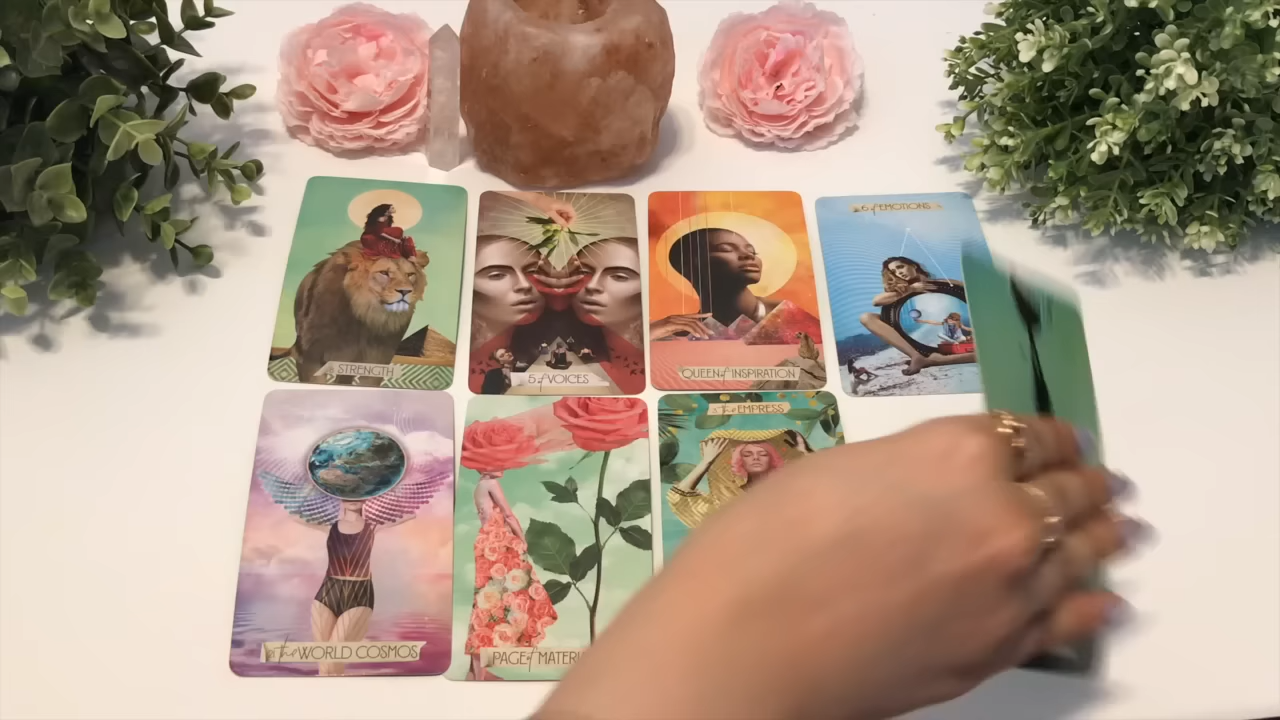 6 of EMOTIONS
STRENGTH
5 of VOICES
QUEEN of INSPIRATION
the EMPRESS
the WORLD COSMOS
PAGE of MATERI